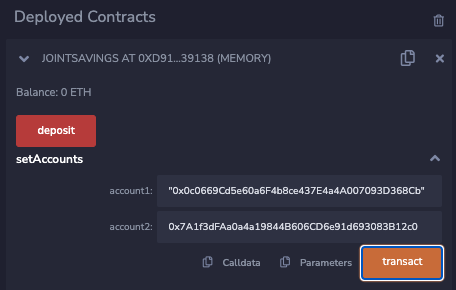 Deployed Contracts
JOINTSAVINGS AT 0XD91...39138 (MEMORY)
Balance: 0 ETH
deposit
setAccounts
account1: "0x0c0669Cd5e60a6F4b8ce437E4a4A007093D368Cb"
account2: 0x7A1f3dFAa0a4a19844B606CD6e91d693083B12c0
Calldata Parameters transact